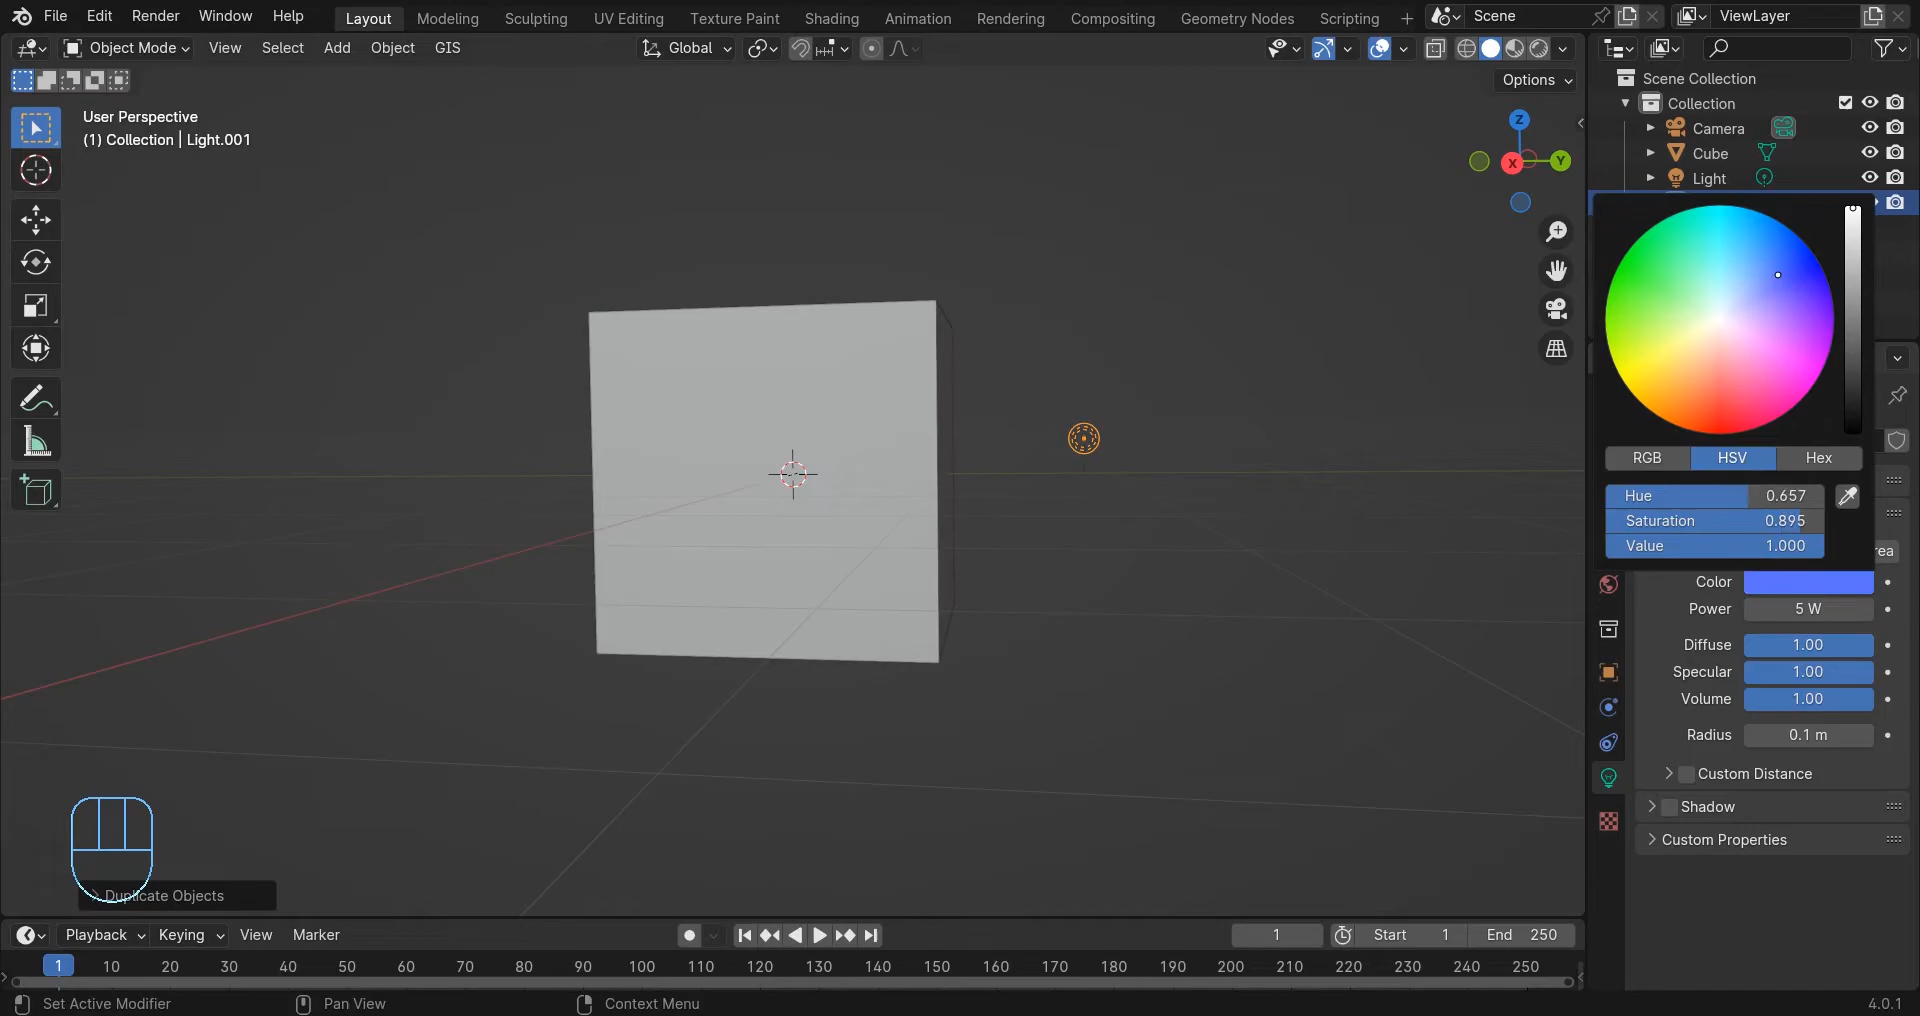 File Edit Render Window Help
Layout Modeling Sculpting UV Editing Texture Paint Shading Animation Rendering Compositing Geometry Nodes Scripting +
Scene
ViewLayer
Object Mode View Select Add Object GIS
Global
Options
User Perspective
(1) Collection | Light.001
Z
X
Y
Scene Collection
Collection
Camera
Cube
Light
RGB HSV Hex
Hue 0.657
Saturation 0.895
Value 1.000
rea
Color
Power 5 W
Diffuse 1.00
Specular 1.00
Volume 1.00
Radius 0.1 m
Custom Distance
Shadow
Custom Properties
Duplicate Objects
Playback Keying View Marker
1
Start 1
End 250
1 10 20 30 40 50 60 70 80 90 100 110 120 130 140 150 160 170 180 190 200 210 220 230 240 250
Set Active Modifier
Pan View
Context Menu
4.0.1